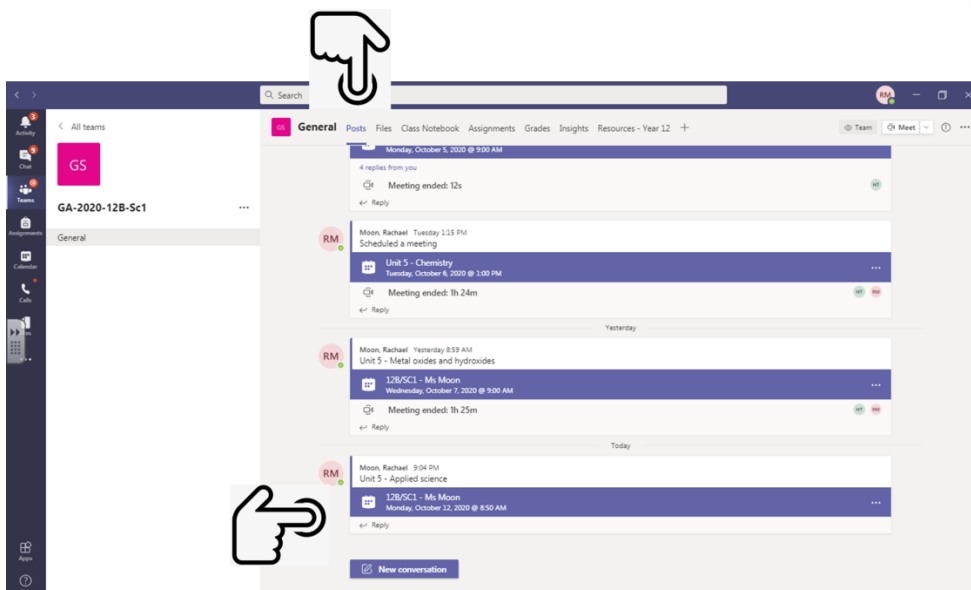 Search
RM
Activity
3
Chat
Teams
Assignments
Calendar
Calls
Apps
All teams
GS
GA-2020-12B-Sc1
General
GS General Posts Files Class Notebook Assignments Grades Insights Resources - Year 12 +
Team
Meet
Monday, October 5, 2020 @ 9:00 AM
4 replies from you
Meeting ended: 12s
HT
Reply
RM
Moon, Rachael Tuesday 1:15 PM
Scheduled a meeting
Unit 5 - Chemistry
Tuesday, October 6, 2020 @ 1:00 PM
Meeting ended: 1h 24m
HT RM
Reply
Yesterday
RM
Moon, Rachael Yesterday 8:59 AM
Unit 5 - Metal oxides and hydroxides
12B/SC1 - Ms Moon
Wednesday, October 7, 2020 @ 9:00 AM
Meeting ended: 1h 25m
HT RM
Reply
Today
RM
Moon, Rachael 9:04 PM
Unit 5 - Applied science
12B/SC1 - Ms Moon
Monday, October 12, 2020 @ 8:50 AM
Reply
New conversation